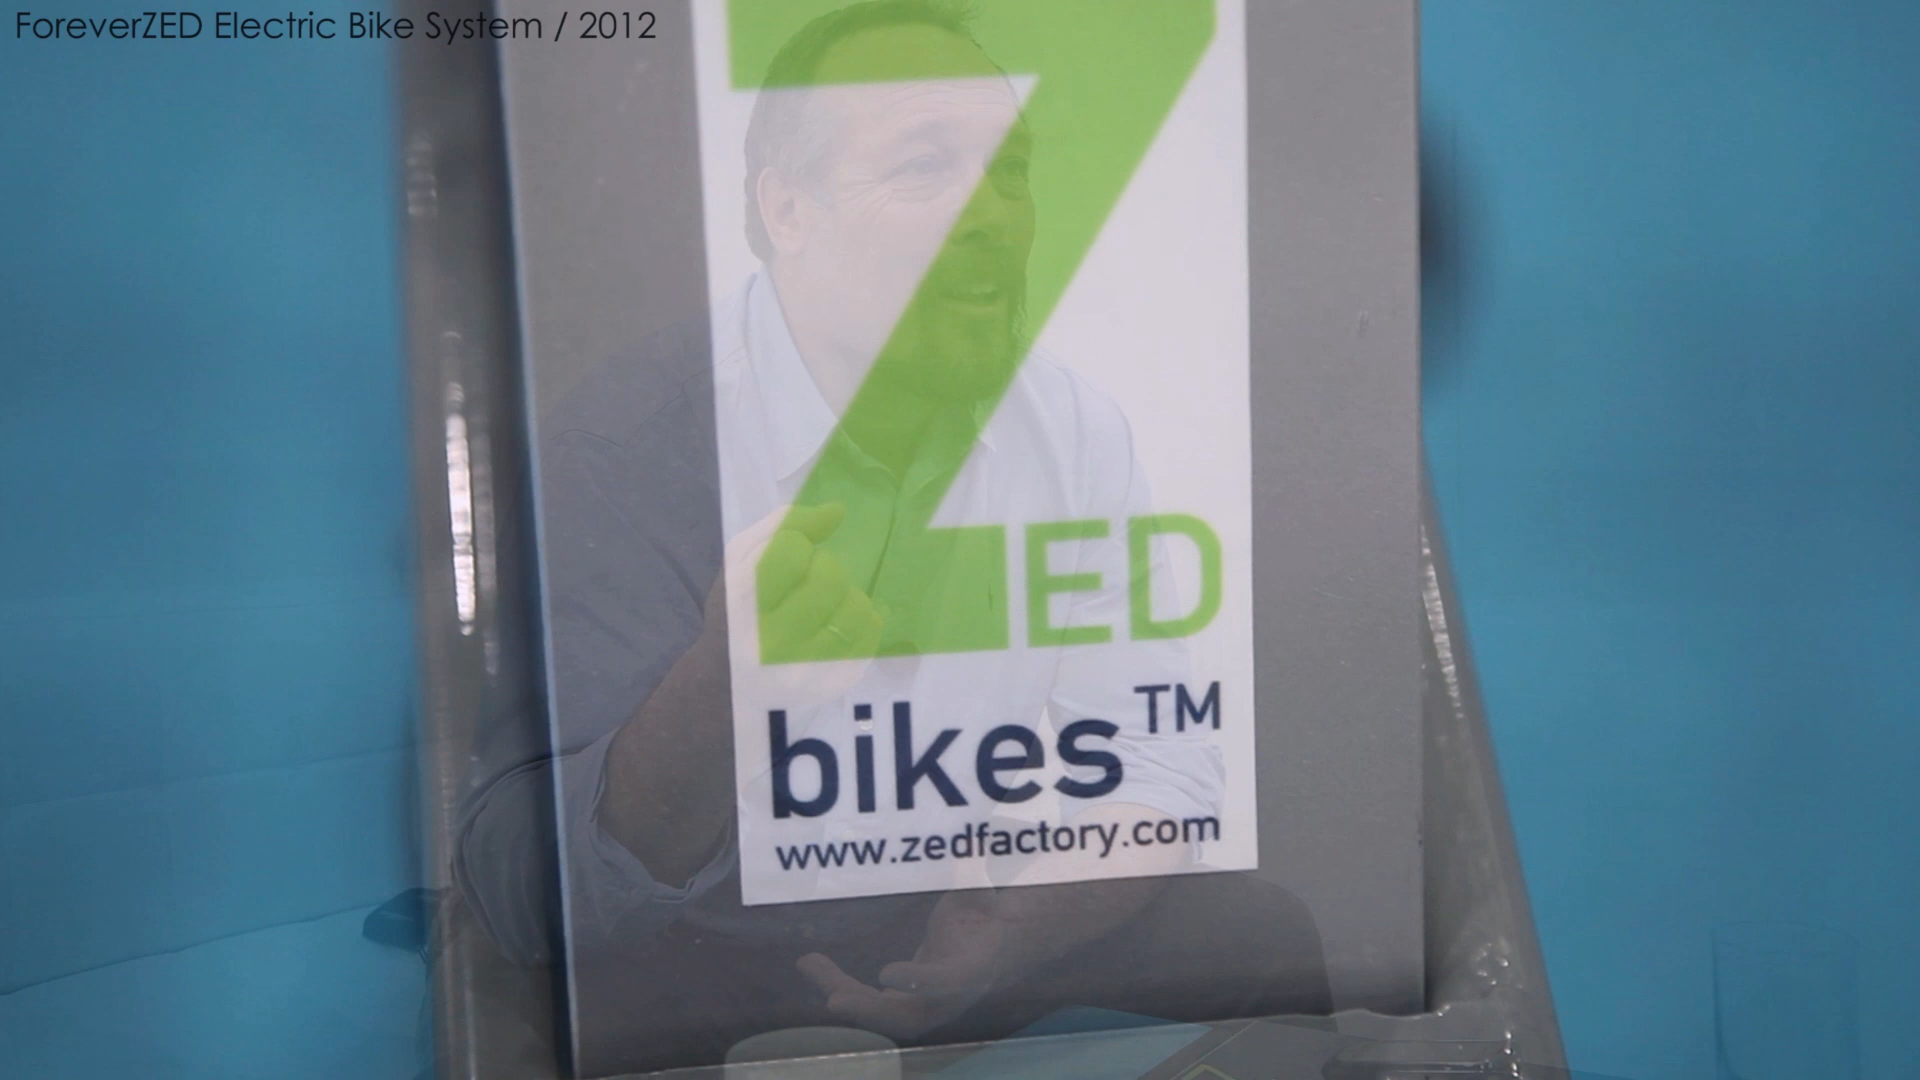 ForeverZED Electric Bike System / 2012
ZED
bikes™
www.zedfactory.com